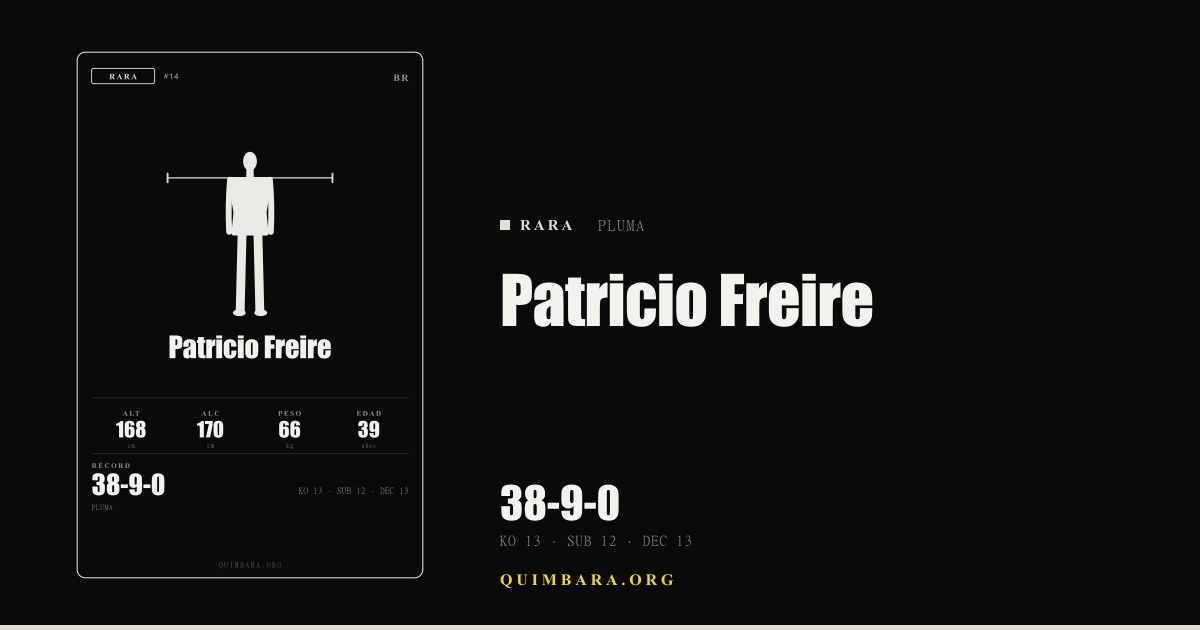 RARA #14 BR
Patricio Freire
ALT ALC PESO EDAD
168 170 66 39
cm cm kg años
RÉCORD
38-9-0
KO 13 · SUB 12 · DEC 13
PLUMA
QUIMBARA.ORG
RARA PLUMA
Patricio Freire
38-9-0
KO 13 · SUB 12 · DEC 13
QUIMBARA.ORG